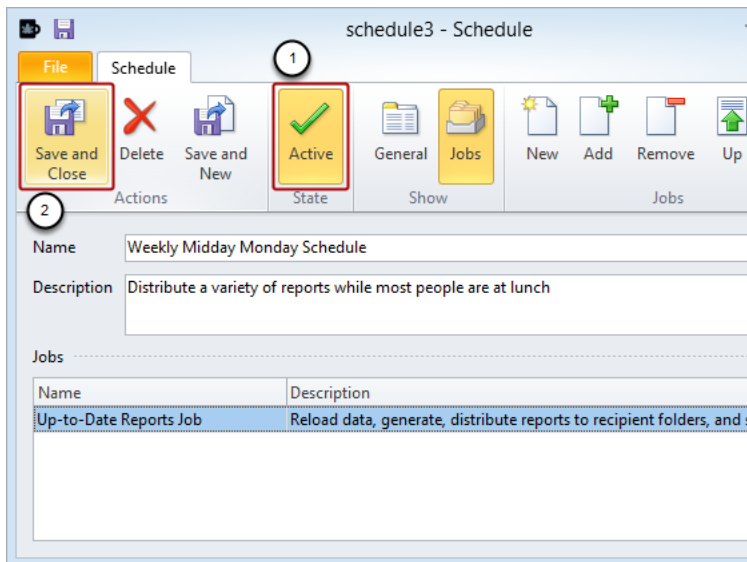 schedule3 - Schedule
1
File Schedule
Save and Close Delete Save and New Active General Jobs New Add Remove Up
2
Actions State Show Jobs
Name Weekly Midday Monday Schedule
Description Distribute a variety of reports while most people are at lunch
Jobs
Name Description
Up-to-Date Reports Job Reload data, generate, distribute reports to recipient folders, and